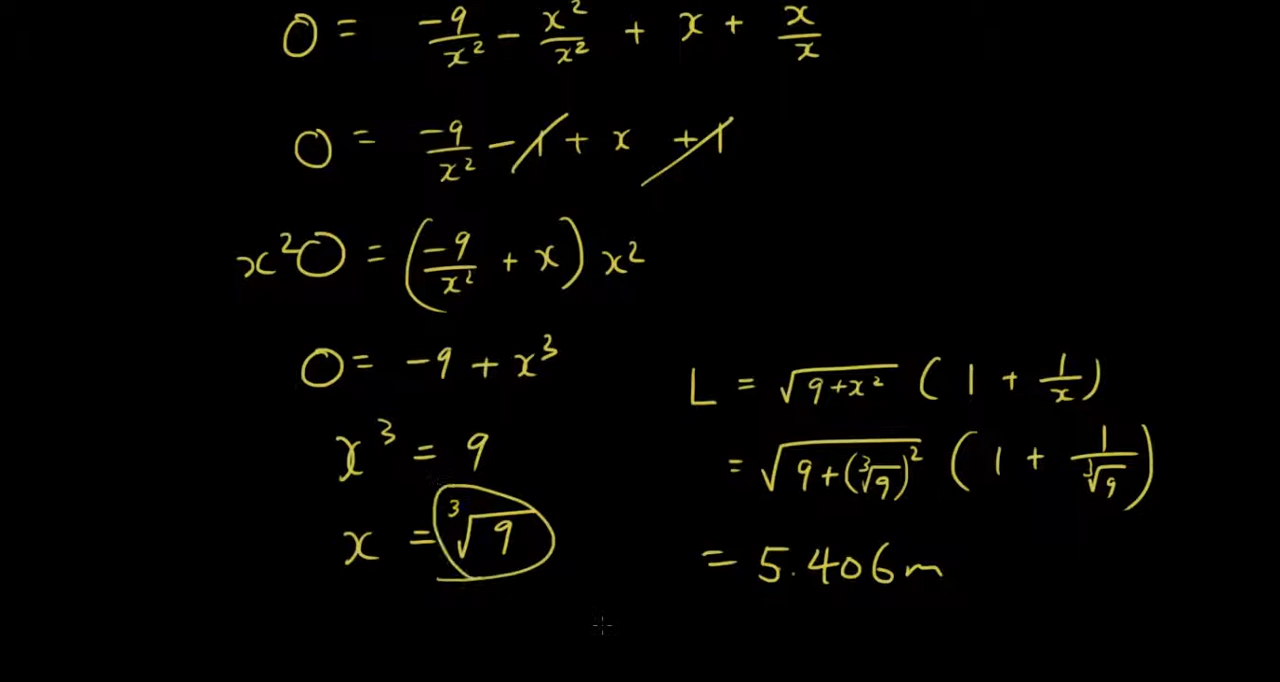 0 = -9/x² - x²/x² + x + x/x
0 = -9/x² - 1 + x + 1
x²0 = (-9/x² + x) x²
0 = -9 + x³
x³ = 9
x = ∛9
L = √(9+x²) (1 + 1/x)
= √(9+(∛9)²) (1 + 1/∛9)
= 5.406m